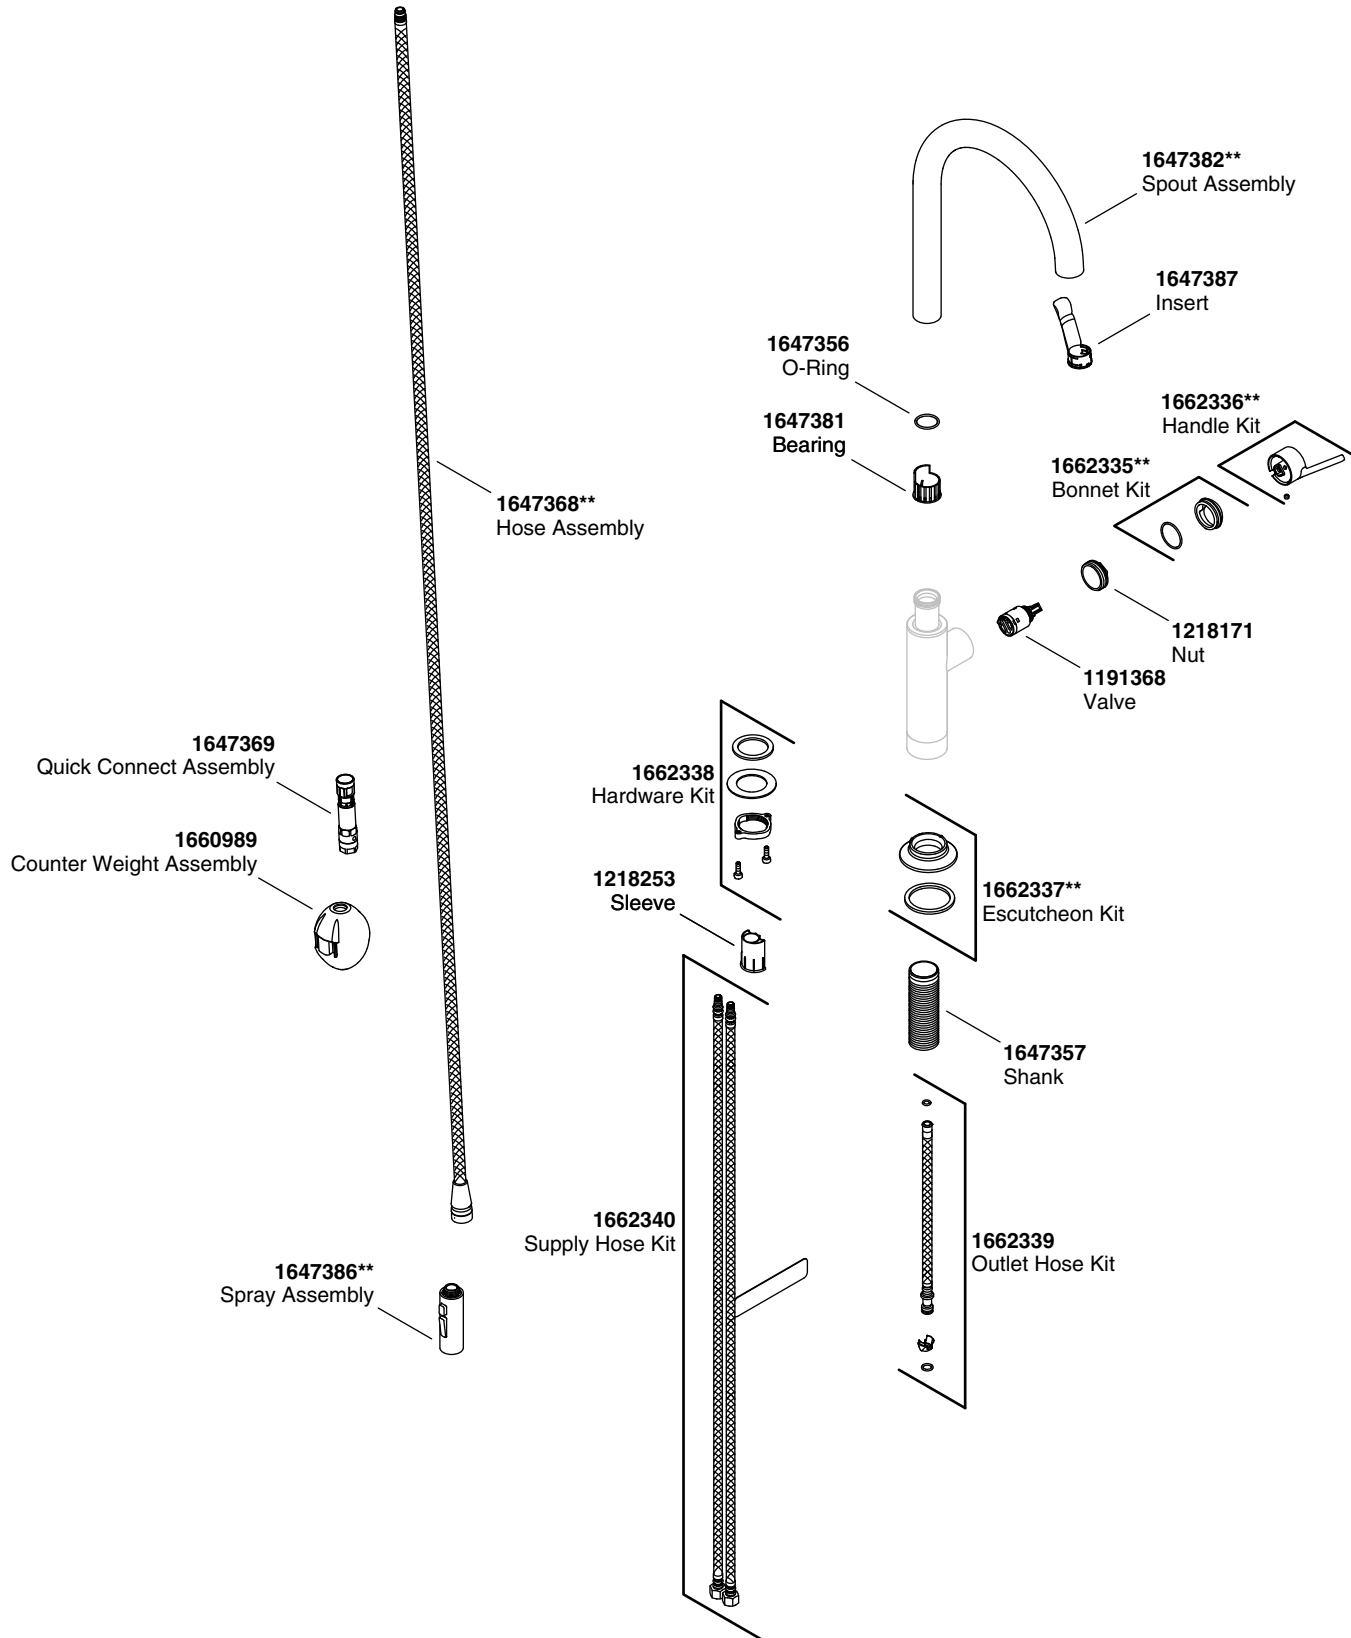 1647382**
Spout Assembly
1647387
Insert
1647356
O-Ring
1662336**
Handle Kit
1647381
Bearing
1662335**
Bonnet Kit
1647368**
Hose Assembly
1218171
Nut
1191368
Valve
1647369
Quick Connect Assembly
1662338
Hardware Kit
1660989
Counter Weight Assembly
1218253
Sleeve
1662337**
Escutcheon Kit
1647357
Shank
1662340
Supply Hose Kit
1662339
Outlet Hose Kit
1647386**
Spray Assembly